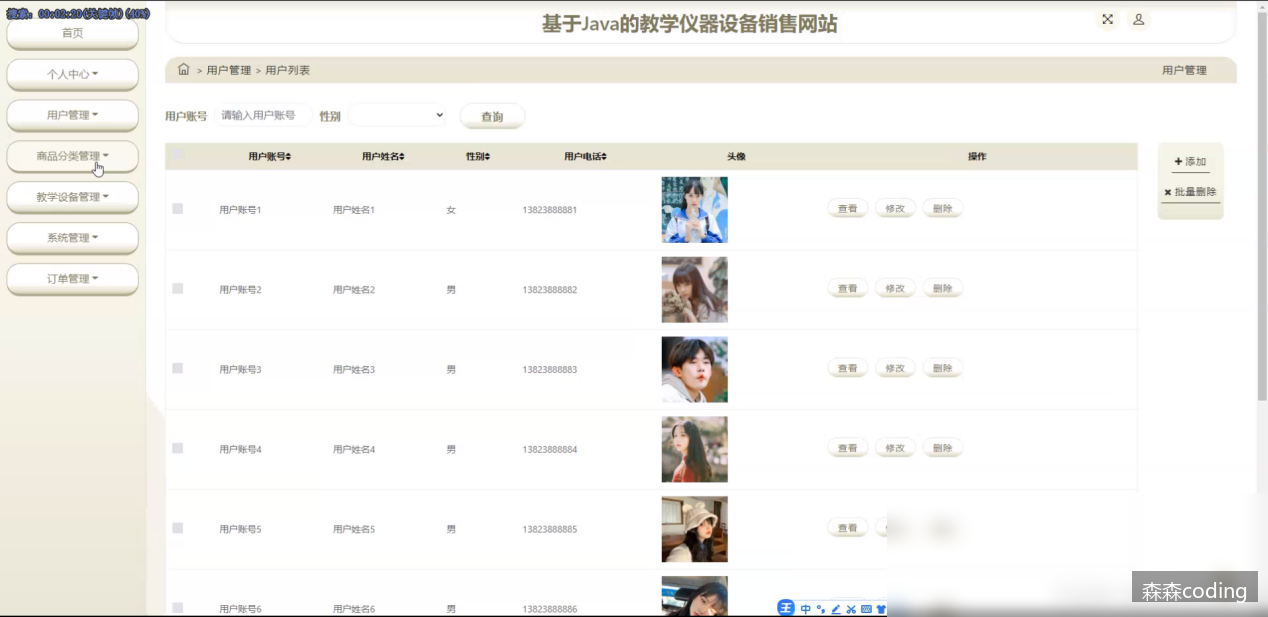 搜索: 00:02:20(关键帧) (40%)
基于Java的教学仪器设备销售网站
首页
个人中心
用户管理
商品分类管理
教学设备管理
系统管理
订单管理
> 用户管理 > 用户列表 用户管理
用户账号 请输入用户账号 性别 查询
用户账号 用户姓名 性别 用户电话 头像 操作
用户账号1 用户姓名1 女 13823888881 查看 修改 删除
用户账号2 用户姓名2 男 13823888882 查看 修改 删除
用户账号3 用户姓名3 男 13823888883 查看 修改 删除
用户账号4 用户姓名4 男 13823888884 查看 修改 删除
用户账号5 用户姓名5 男 13823888885 查看
用户账号6 用户姓名6 男 13823888886
+ 添加
× 批量删除
王 中
森森coding